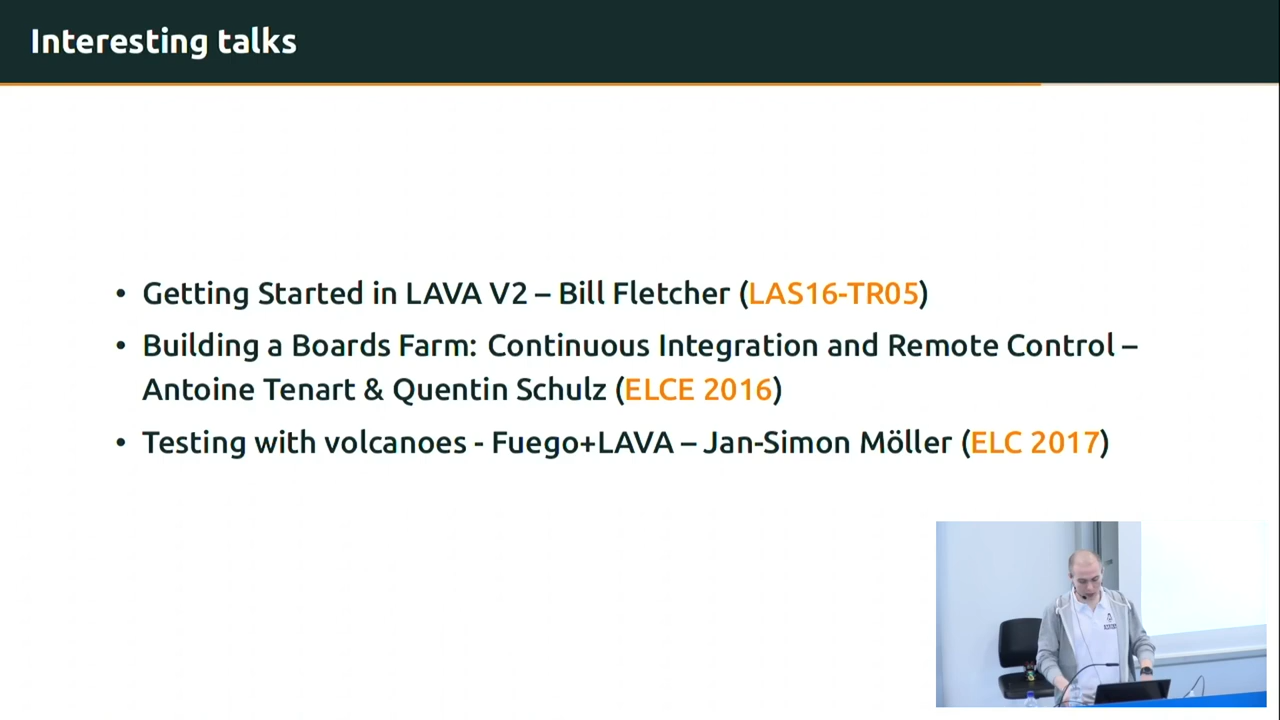 Interesting talks
• Getting Started in LAVA V2 – Bill Fletcher (LAS16-TR05)
• Building a Boards Farm: Continuous Integration and Remote Control –
Antoine Tenart & Quentin Schulz (ELCE 2016)
• Testing with volcanoes - Fuego+LAVA – Jan-Simon Möller (ELC 2017)